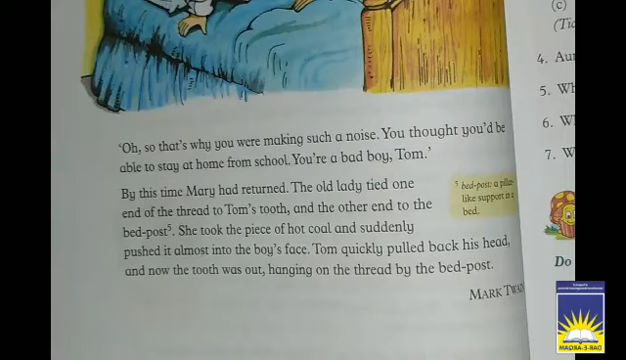 'Oh, so that's why you were making such a noise. You thought you'd be
able to stay at home from school. You're a bad boy, Tom.'
By this time Mary had returned. The old lady tied one
end of the thread to Tom's tooth, and the other end to the
bed-post⁵. She took the piece of hot coal and suddenly
pushed it almost into the boy's face. Tom quickly pulled back his head,
and now the tooth was out, hanging on the thread by the bed-post.
MARK
⁵ bed-post: a pillar
like support in a
bed.
(c)
4.
5.
6.
7.
Do
MADSA-E-RAO